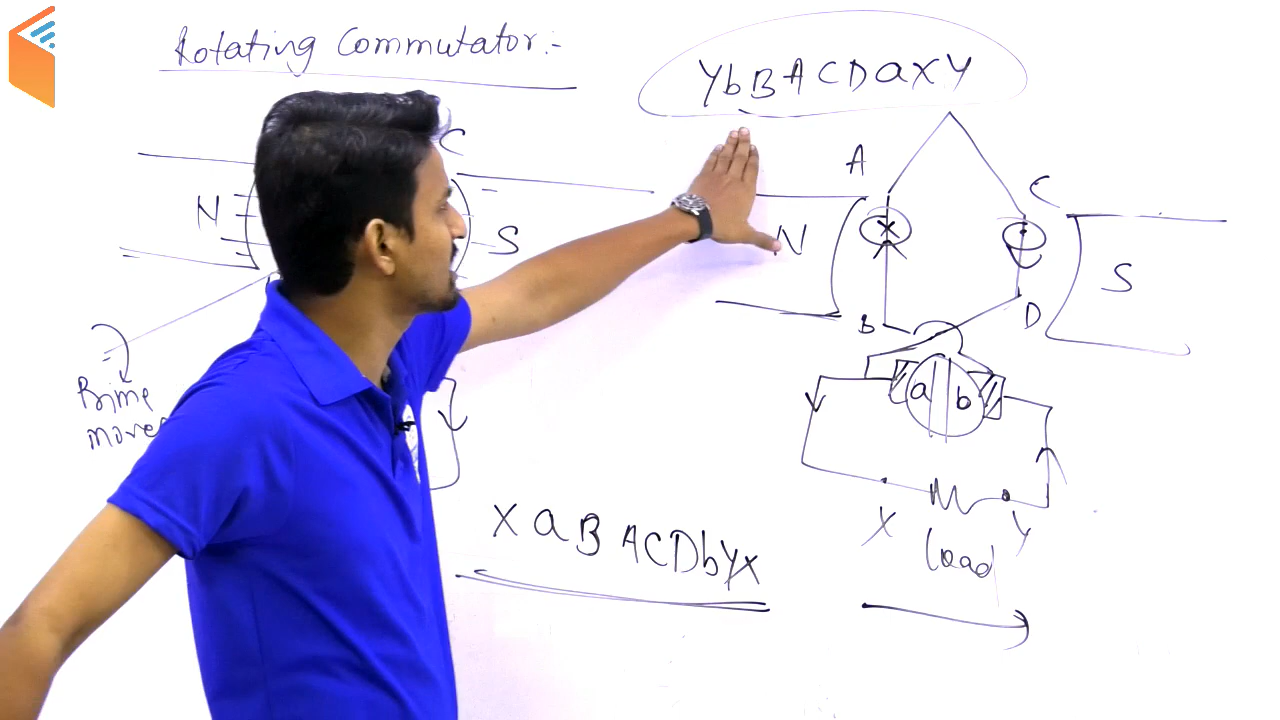 Rotating Commutator:-
YbBACDaXY
C
A
C
N
S
N
S
B
D
Prime
mover
a b
XaBACDbYX
X
Y
Load